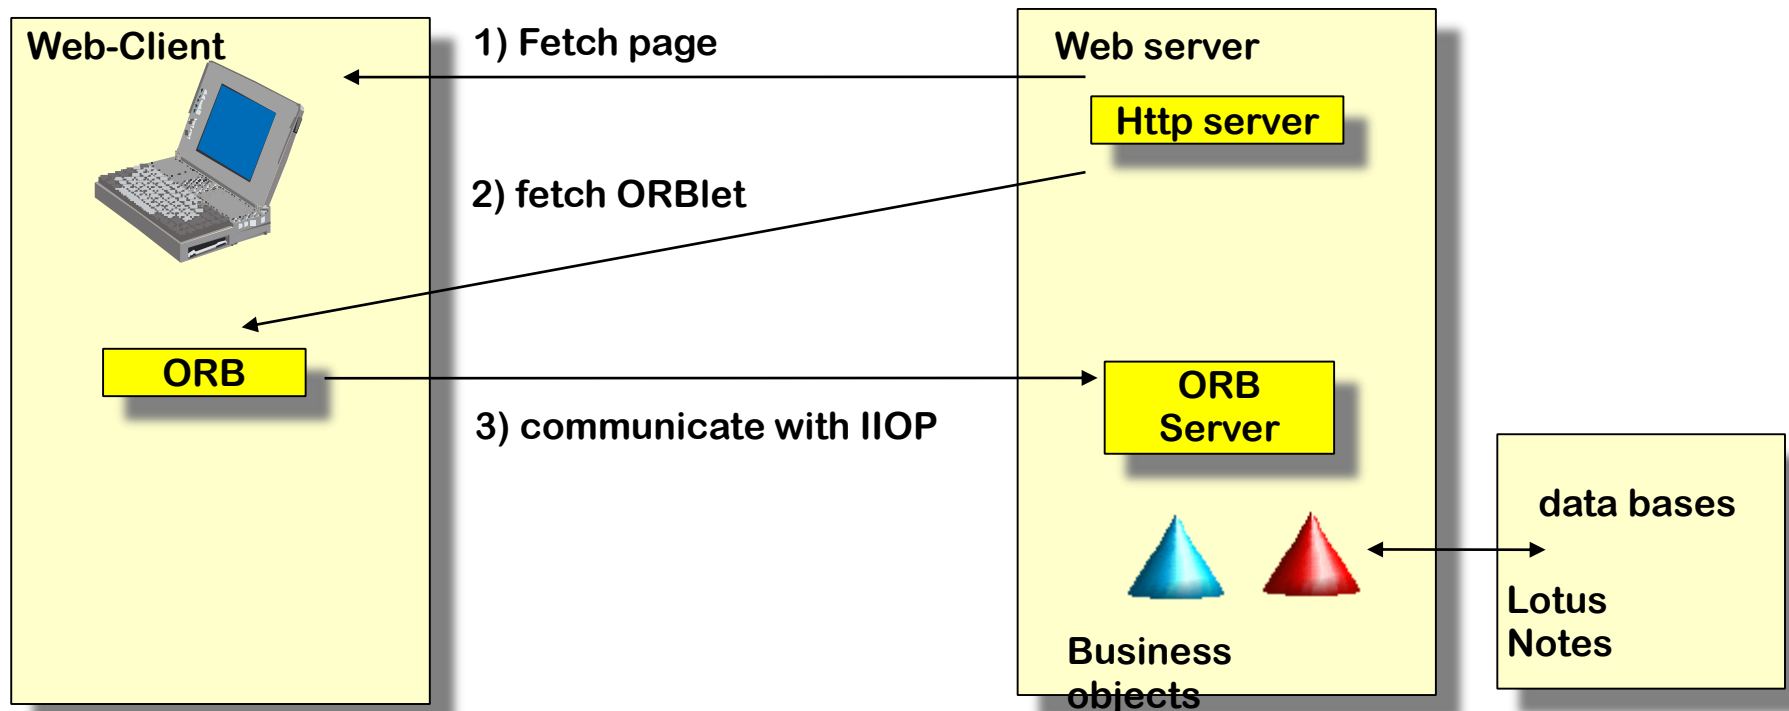 Web-Client
1) Fetch page
Web server
Http server
2) fetch ORBlet
ORB
ORB
Server
3) communicate with IIOP
data bases
Lotus
Notes
Business
objects